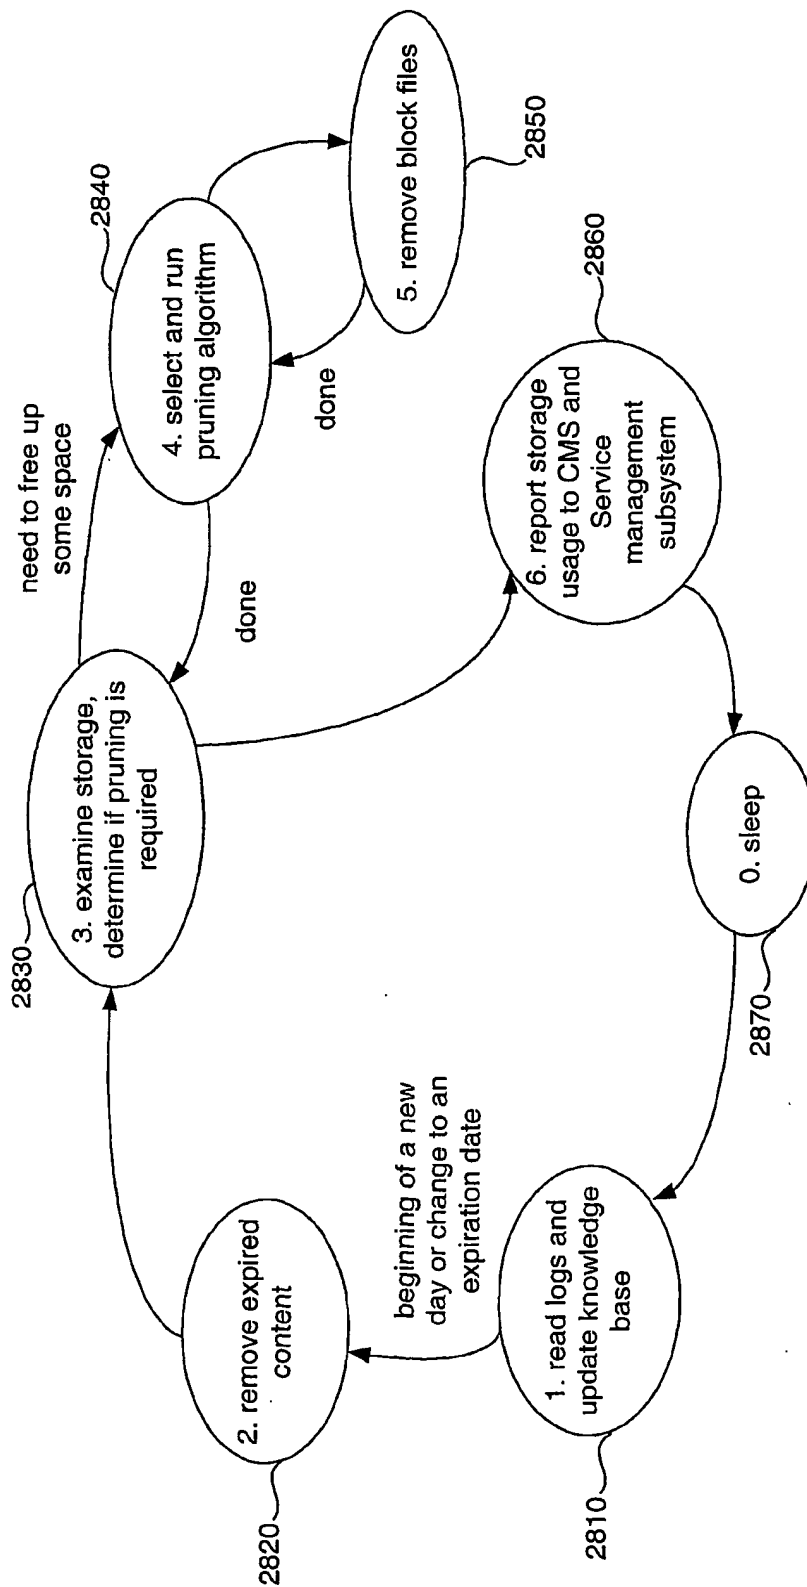 2830
3. examine storage,
determine if pruning is
required
need to free up
some space
2840
4. select and run
pruning algorithm
done
done
5. remove block files
2850
2820
2. remove expired
content
beginning of a new
day or change to an
expiration date
2810
1. read logs and
update knowledge
base
2860
6. report storage
usage to CMS and
Service
management
subsystem
2870
0. sleep